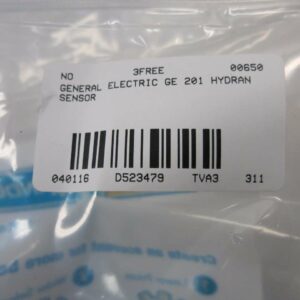 NO 3FREE 00650
GENERAL ELECTRIC GE 201 HYDRAN
SENSOR
040116 D523479 TVA3 311